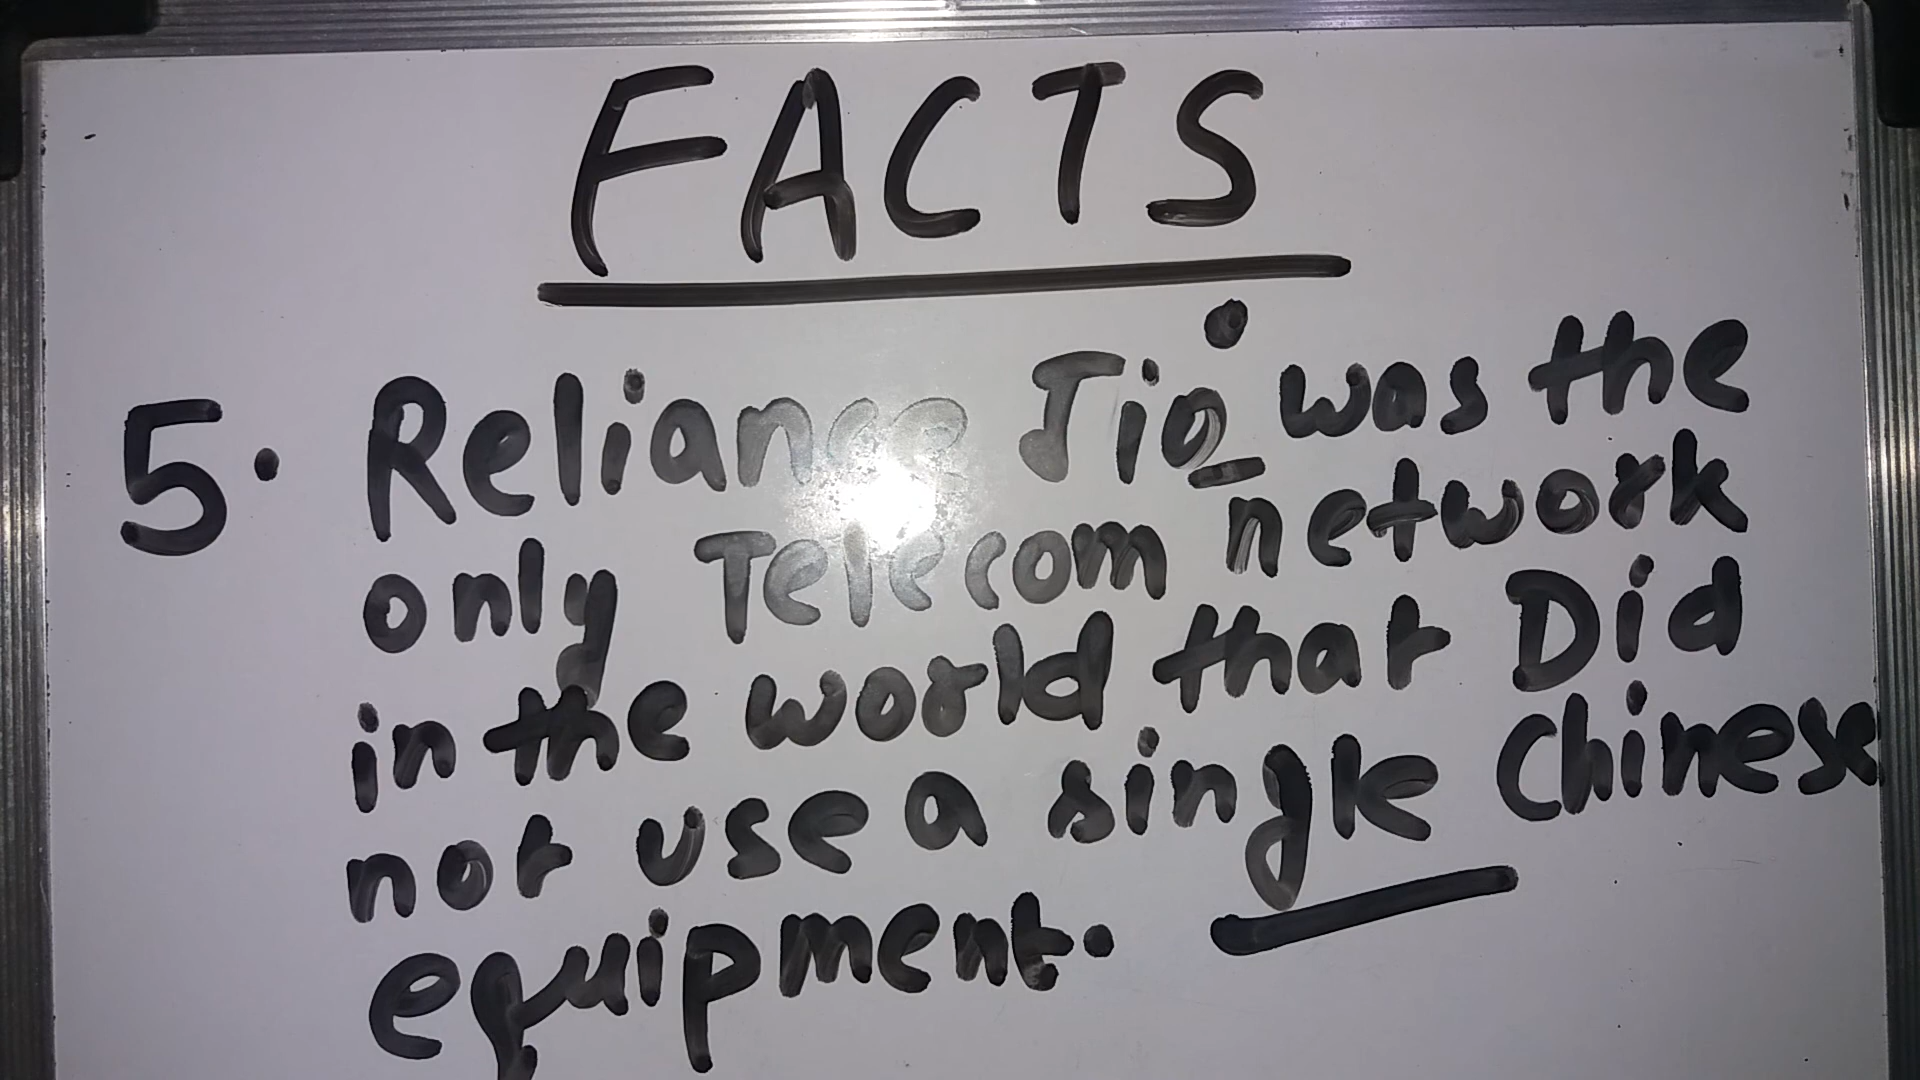 FACTS
5. Reliance Jio was the
only Telecom network
in the world that Did
not use a single Chinese
equipment.